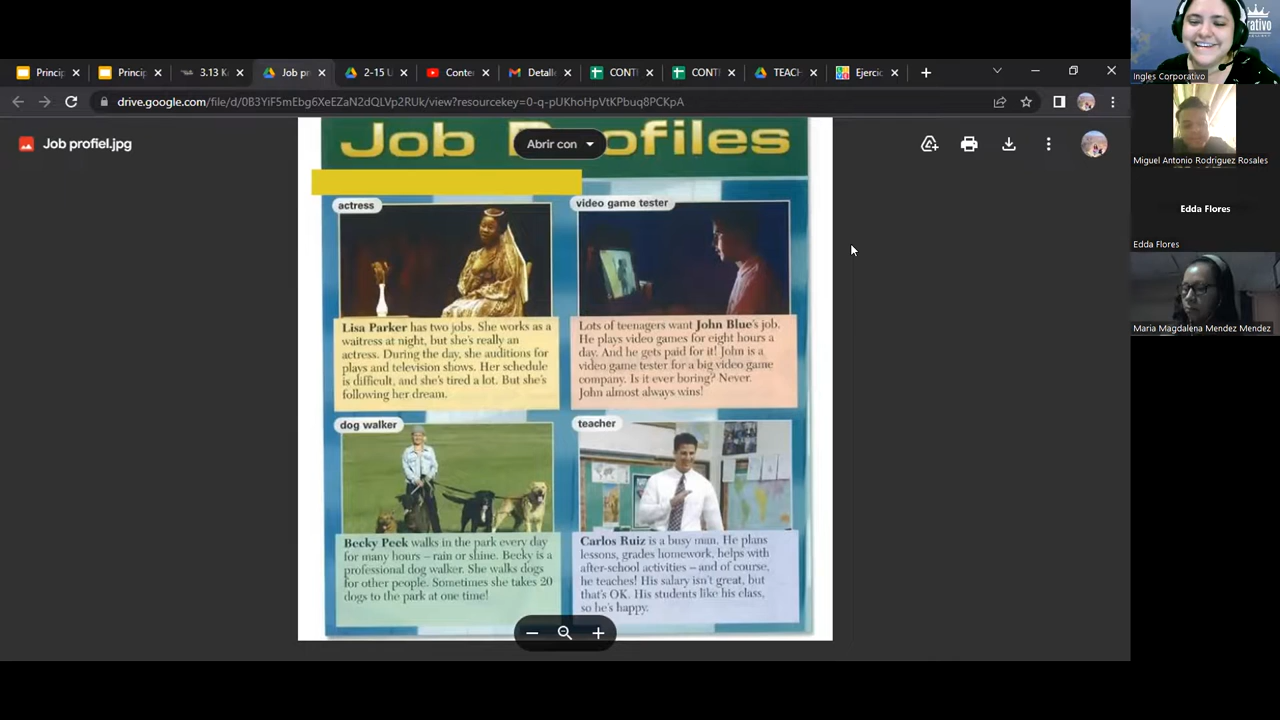 Princip
Princip
3.13 K
Job pr
2-15 U
Conter
Gmail
Detall
CONT
CONT
TEACH
Ejercic
drive.google.com/file/d/0B3YiF5mEbg6XeEZaN2dQLVp2RUk/view?resourcekey=0-q-pUKhoHpVtKPbuq8PCKpA
Job profiel.jpg
Abrir con
Job Profiles
actress
Lisa Parker has two jobs. She works as a
waitress at night, but she's really an
actress. During the day, she auditions for
plays and television shows. Her schedule
is difficult, and she's tired a lot. But she's
following her dream.
video game tester
Lots of teenagers want John Blue's job.
He plays video games for eight hours a
day. And he gets paid for it! John is a
video game tester for a big video game
company. Is it ever boring? Never.
John almost always wins!
dog walker
Becky Peck walks in the park every day
for many hours – rain or shine. Becky is a
professional dog walker. She walks dogs
for other people. Sometimes she takes 20
dogs to the park at one time!
teacher
Carlos Ruiz is a busy man. He plans
lessons, grades homework, helps with
after-school activities – and of course,
he teaches! His salary isn't great, but
that's OK. His students like his class,
so he's happy.
Ingles Corporativo
Miguel Antonio Rodriguez Rosales
Edda Flores
Edda Flores
Maria Magdalena Mendez Mendez